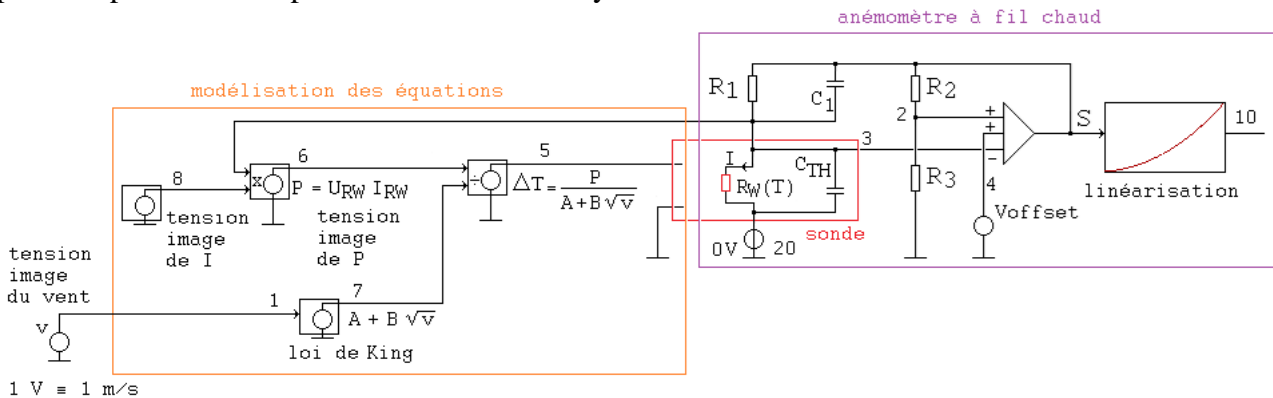 anémomètre à fil chaud
modélisation des équations
R1
C1
R2
2
S
10
3
+
+
-
6
5
I
CTH
8
x
P = URW IRW
÷
ΔT = P / A+B√v
RW(T)
R3
4
linéarisation
tension
image
de I
tension
image
de P
Voffset
sonde
0V
20
tension
image
du vent
1
7
v
A + B √v
loi de King
1 V ≡ 1 m/s